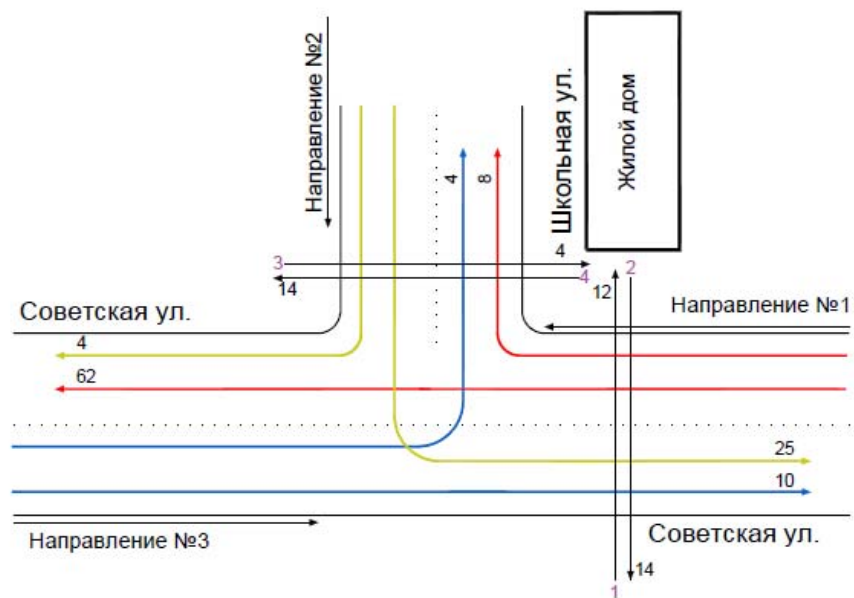 Направление №2
Школьная ул.
Жилой дом
4
8
3
4
14
4
2
12
Советская ул.
Направление №1
4
62
25
10
Направление №3
Советская ул.
14
1